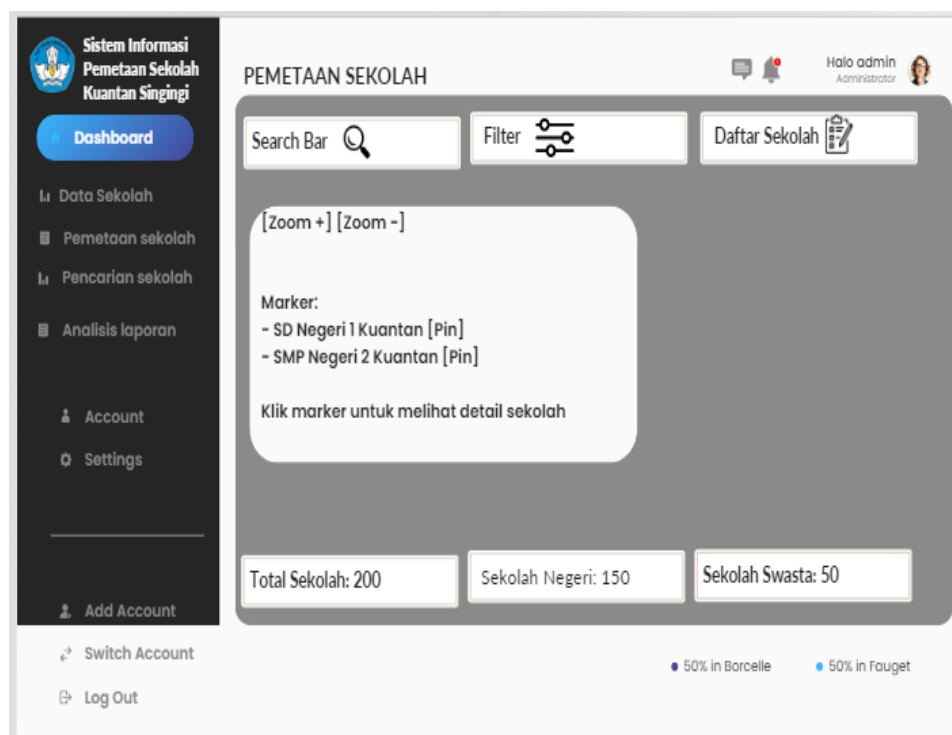 Sistem Informasi
Pemetaan Sekolah
Kuantan Singingi
Dashboard
Data Sekolah
Pemetaan sekolah
Pencarian sekolah
Analisis laporan
Account
Settings
Add Account
Switch Account
Log Out
PEMETAAN SEKOLAH
Halo admin
Administrator
Search Bar
Filter
Daftar Sekolah
[Zoom +] [Zoom -]
Marker:
- SD Negeri 1 Kuantan [Pin]
- SMP Negeri 2 Kuantan [Pin]
Klik marker untuk melihat detail sekolah
Total Sekolah: 200
Sekolah Negeri: 150
Sekolah Swasta: 50
50% in Borcelle
50% in Fauget